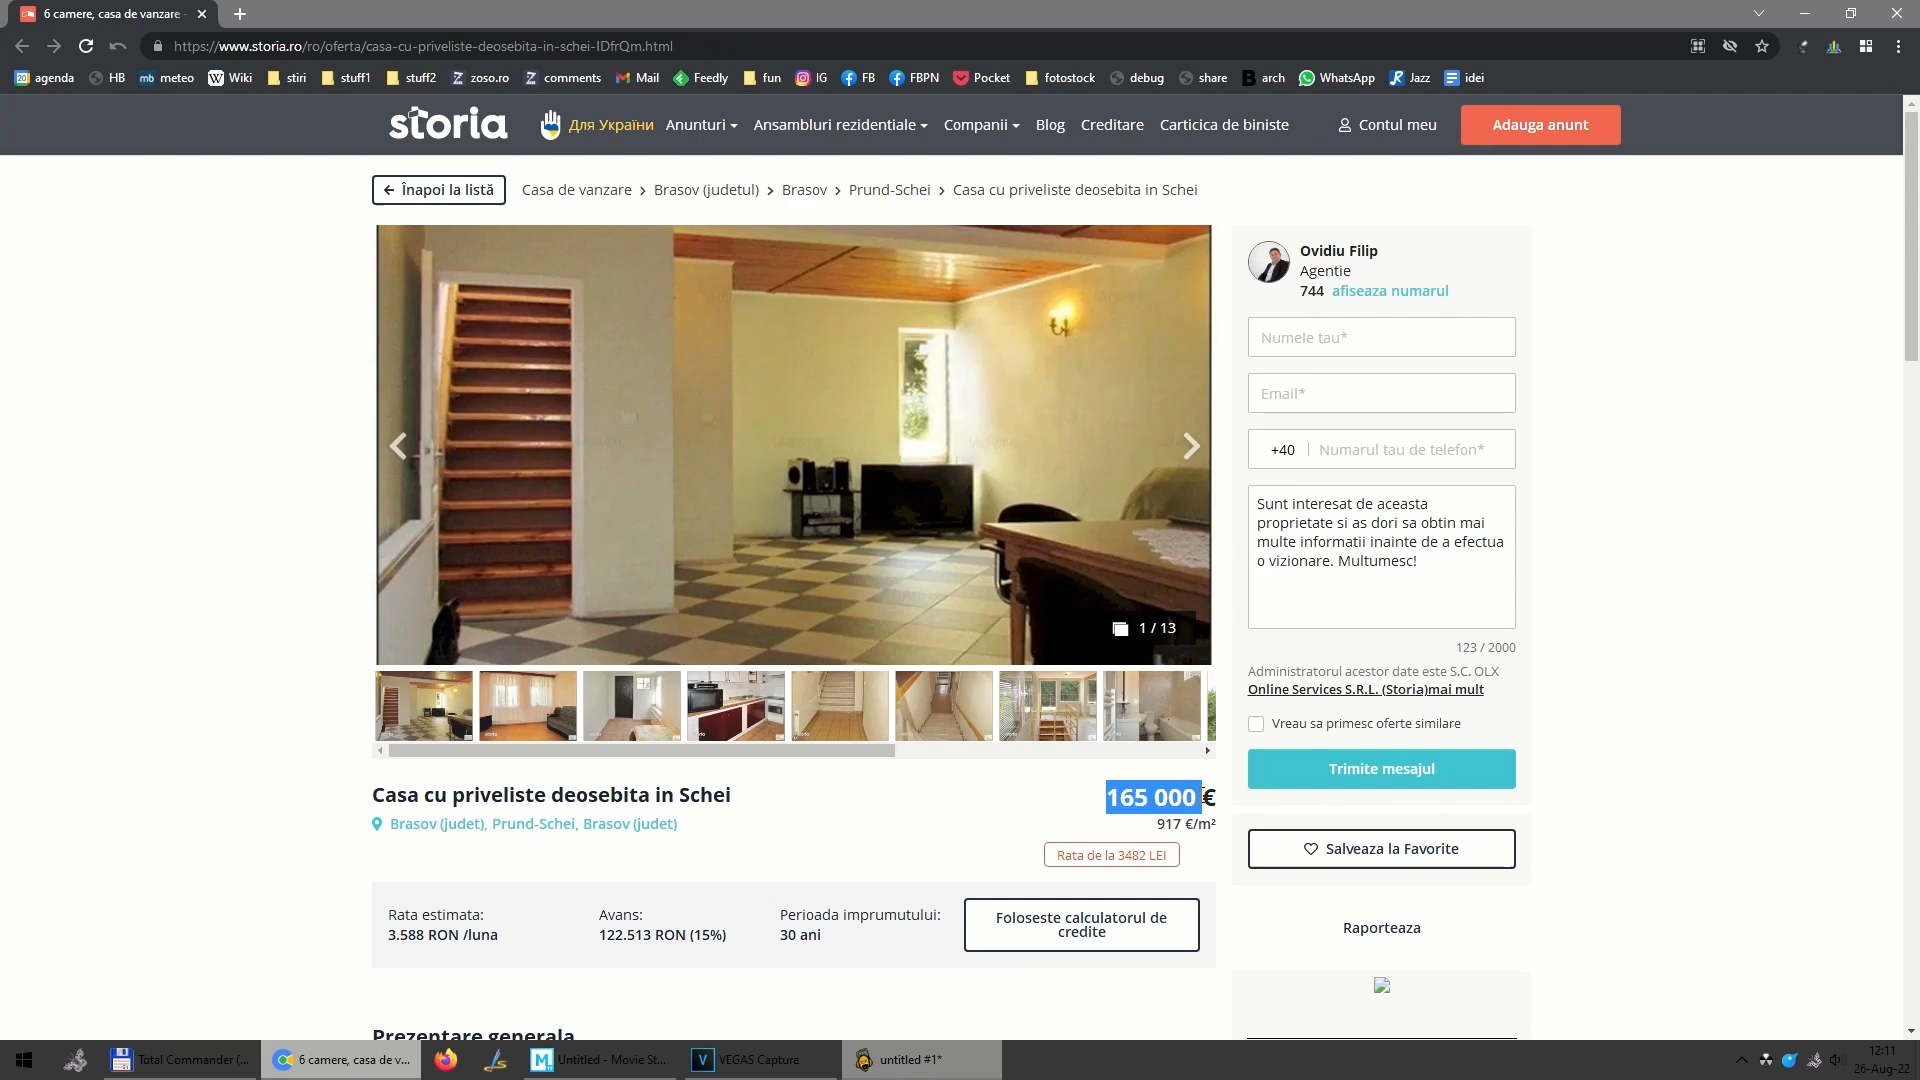 6 camere, casa de vanzare -
https://www.storia.ro/ro/oferta/casa-cu-priveliste-deosebita-in-schei-IDfrQm.html
20 agenda HB mb meteo W Wiki stiri stuff1 stuff2 Z zoso.ro Z comments Mail Feedly fun IG FB FBPN Pocket fotostock debug share B arch WhatsApp R Jazz idei
storia Для України Anunturi Ansambluri rezidentiale Companii Blog Creditare Carticica de biniste Contul meu Adauga anunt
Înapoi la listă Casa de vanzare > Brasov (judetul) > Brasov > Prund-Schei > Casa cu priveliste deosebita in Schei
1 / 13
Casa cu priveliste deosebita in Schei
165 000 €
Brasov (judet), Prund-Schei, Brasov (judet)
917 €/m²
Rata de la 3482 LEI
Rata estimata: Avans: Perioada imprumutului:
3.588 RON /luna 122.513 RON (15%) 30 ani
Foloseste calculatorul de
credite
Prezentare generala
Ovidiu Filip
Agentie
744 afiseaza numarul
Numele tau*
Email*
+40 Numarul tau de telefon*
Sunt interesat de aceasta
proprietate si as dori sa obtin mai
multe informatii inainte de a efectua
o vizionare. Multumesc!
123 / 2000
Administratorul acestor date este S.C. OLX
Online Services S.R.L. (Storia)mai mult
Vreau sa primesc oferte similare
Trimite mesajul
Salveaza la Favorite
Raporteaza
Total Commander (... 6 camere, casa de v... M 11 Untitled - Movie St... V VEGAS Capture untitled #1*
12:11
26-Aug-22